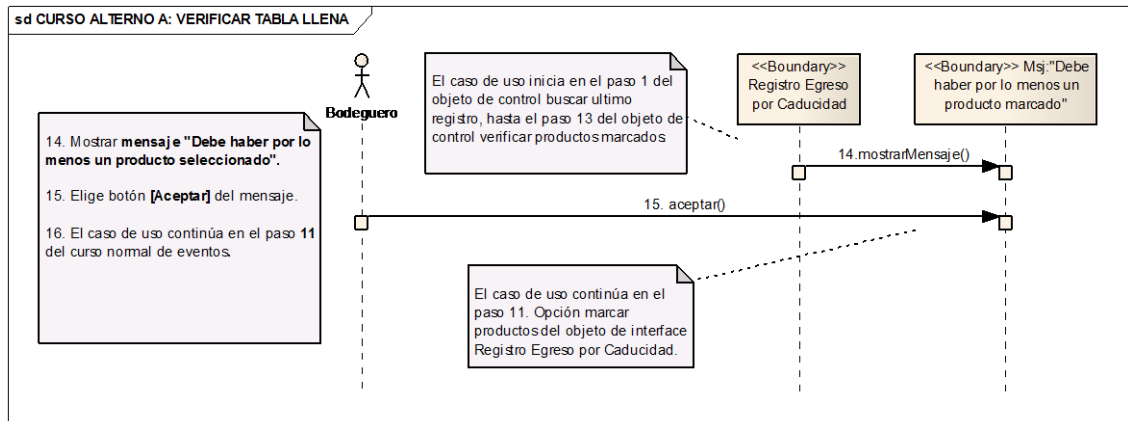 sd CURSO ALTERNO A: VERIFICAR TABLA LLENA
Bodeguero
El caso de uso inicia en el paso 1 del
objeto de control buscar ultimo
registro, hasta el paso 13 del objeto de
control verificar productos marcados
<<Boundary>>
Registro Egreso
por Caducidad
<<Boundary>> Msj:"Debe
haber por lo menos un
producto marcado"
14. Mostrar mensaje "Debe haber por lo
menos un producto seleccionado".
15. Elige botón [Aceptar] del mensaje.
16. El caso de uso continúa en el paso 11
del curso normal de eventos.
14.mostrarMensaje()
15. aceptar()
El caso de uso continúa en el
paso 11. Opción marcar
productos del objeto de interface
Registro Egreso por Caducidad.